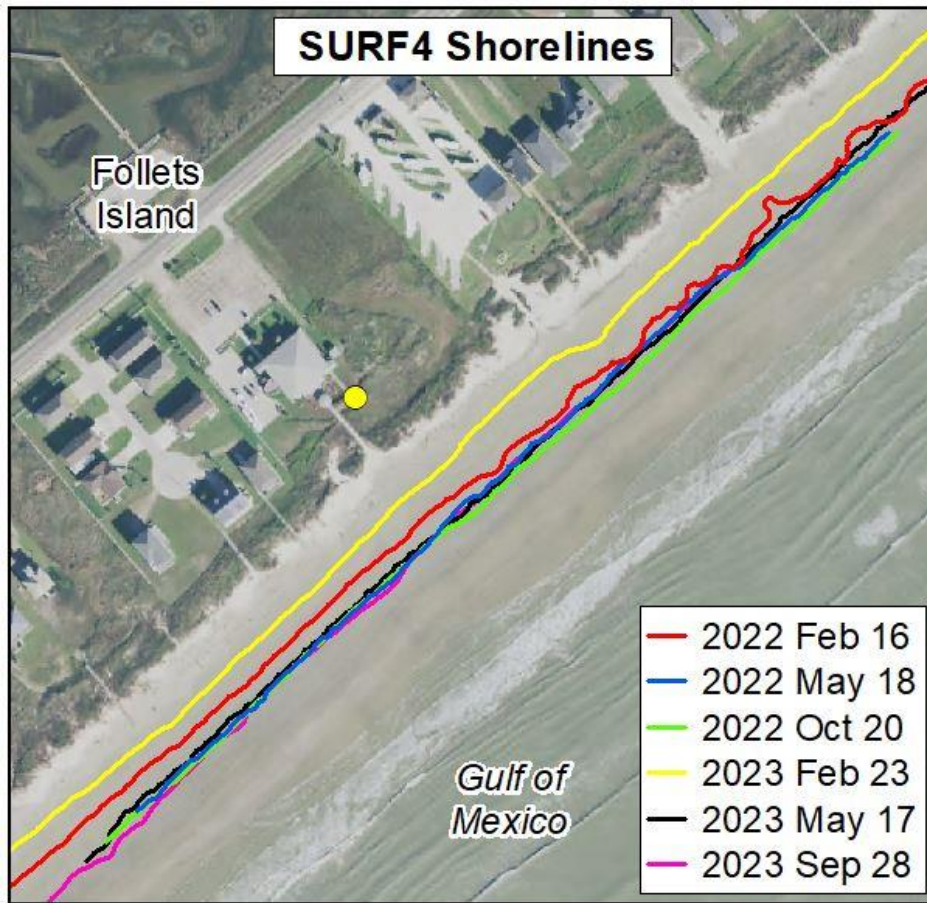 SURF4 Shorelines
Follets
Island
Gulf of
Mexico
2022 Feb 16
2022 May 18
2022 Oct 20
2023 Feb 23
2023 May 17
2023 Sep 28